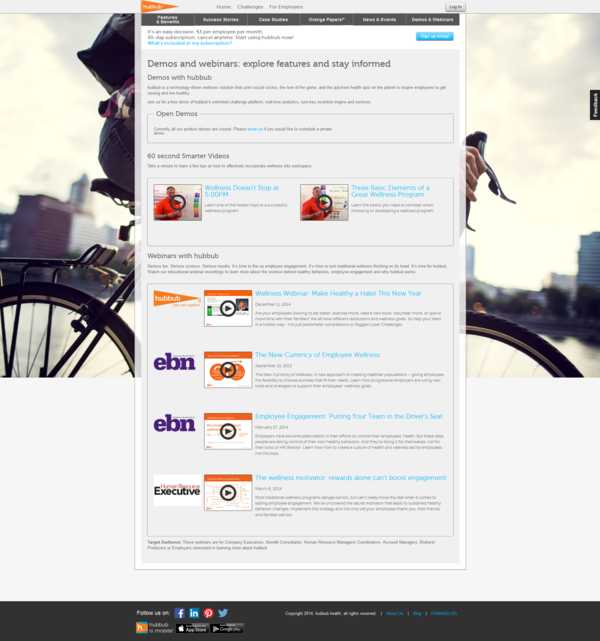 hubbub
Home Challenges For Employers
Log in
Features
& Benefits
Success Stories
Case Studies
Orange Papers®
News & Events
Demos & Webinars
It's an easy decision. $3 per employee per month,
30-day subscription, cancel anytime. Start using hubbub now!
What's included in my subscription?
Sign up today!
Feedback
Demos and webinars: explore features and stay informed
Demos with hubbub
hubbub is a technology-driven wellness solution that uses social circles, the love of the game, and the quickest health quiz on the planet to inspire employees to get
moving and live healthy.
Join us for a free demo of hubbub's unlimited challenge platform, real-time analytics, turn-key incentive engine and services.
Open Demos
Currently all our product demos are closed. Please email us if you would like to schedule a private
demo.
60 second Smarter Videos
Take a minute to learn a few tips on how to effectively incorporate wellness into workspace.
Wellness Doesn't Stop at
5:00PM
Learn one of the hidden keys to a successful
wellness program.
Three Basic Elements of a
Great Wellness Program
Learn the basics you need to consider when
choosing or developing a wellness program.
Webinars with hubbub
Serious fun. Serious science. Serious results. It's time to fire up employee engagement. It's time to turn traditional wellness thinking on its head. It's time for hubbub.
Watch our educational webinar recordings to learn more about the science behind healthy behaviors, employee engagement and why hubbub works.
hubbub
Wellness Webinar: Make Healthy a Habit This New Year
December 11, 2014
Are your employees looking to eat better, exercise more, read a new book, volunteer more, or spend
more time with their families? We all have different resolutions and wellness goals. So help your team
in a holistic way - not just pedometer competitions or Biggest Loser Challenges.
ebn
The New Currency of Employee Wellness
The New Currency of Wellness: A new approach to creating healthier populations – giving employees
the flexibility to choose activities that fit their needs. Learn how progressive employers are using new
tools and strategies to support their employees' wellness goals.
ebn
Employee Engagement: Putting Your Team in the Driver's Seat
February 27, 2014
Employers have become paternalistic in their efforts to control their employees' health. But these days,
people are taking control of their own healthy behaviors. And they're doing it for themselves, not for
their boss or HR director. Learn how how to create a culture of health and wellness led by employees,
not the boss.
Human Resource
Executive
The wellness motivator: rewards alone can't boost engagement
March 6, 2014
Most traditional wellness programs dangle carrots, but can't really move the dial when it comes to
lasting employee engagement. We've uncovered the secret motivator that leads to sustained healthy
behavior changes. Implement this strategy and not only will your employees thank you, their friends
and families will too.
Target Audience: These webinars are for Company Executives, Benefit Consultants, Human Resource Managers/ Coordinators, Account Managers, Brokers/
Producers or Employers interested in learning more about hubbub.
Follow us on:
hubbub
is mobile!
App Store
Google play
Copyright 2016. hubbub health, all rights reserved. | About Us | Blog | CHANGELOG